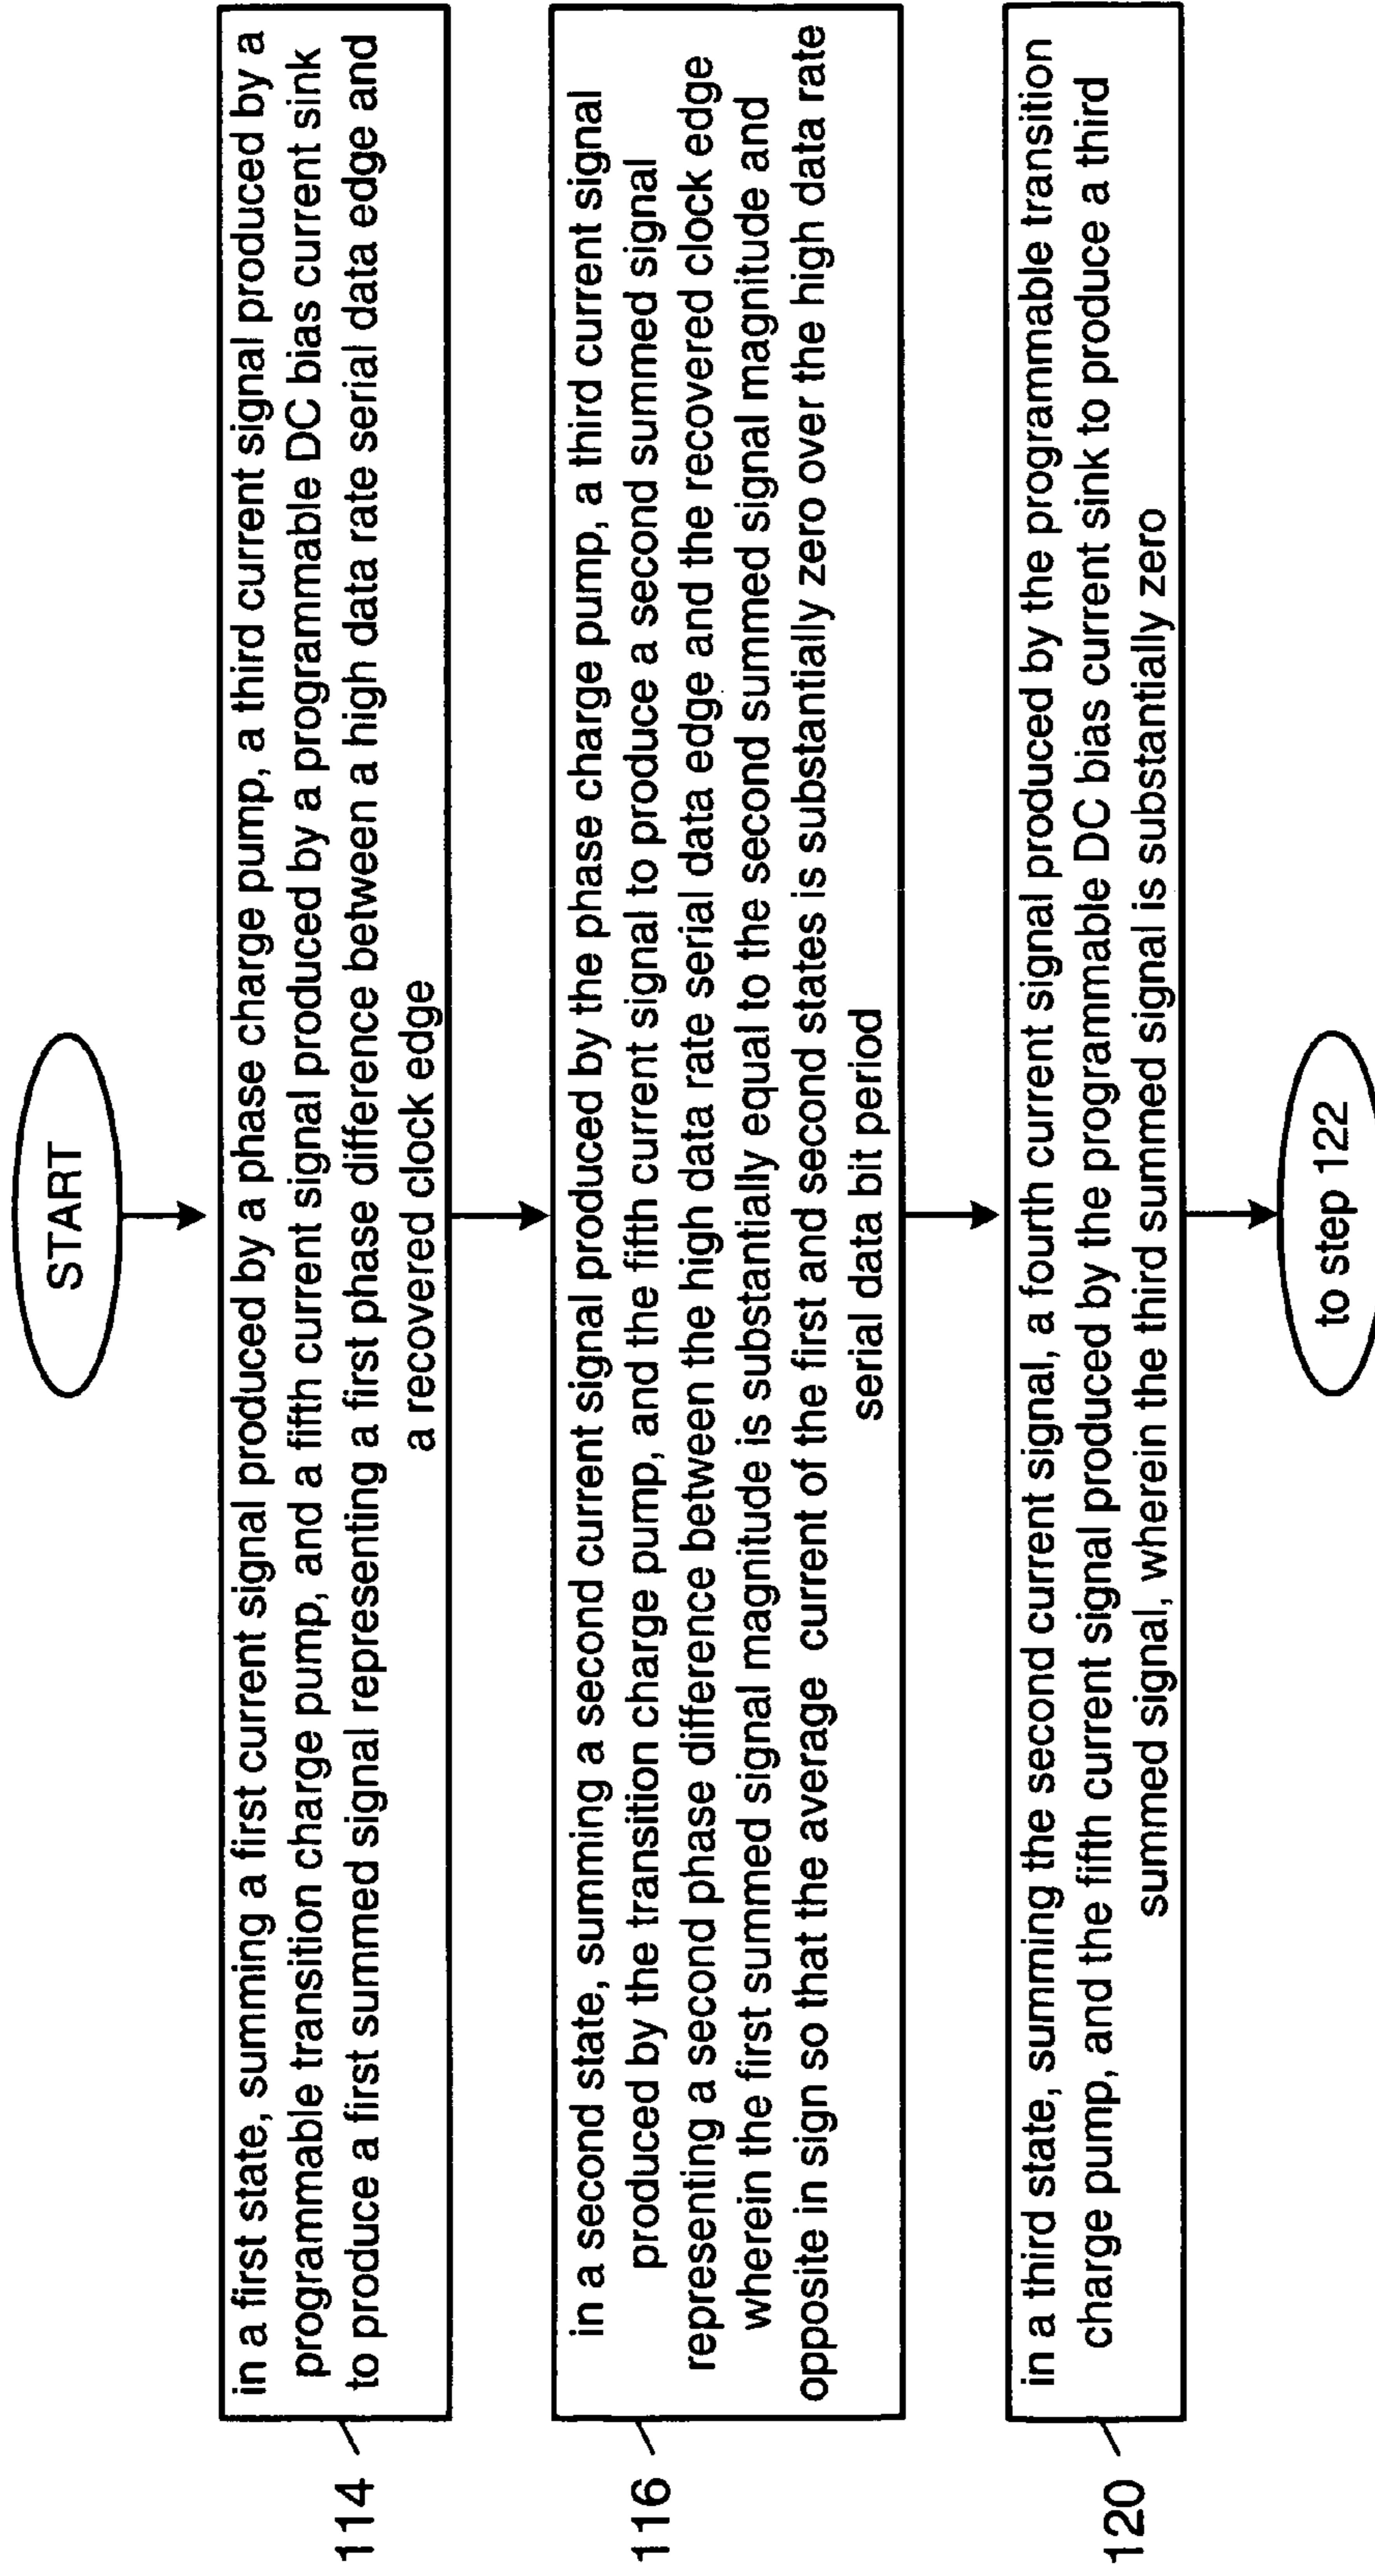 START
114
in a first state, summing a first current signal produced by a phase charge pump, a third current signal produced by a
programmable transition charge pump, and a fifth current signal produced by a programmable DC bias current sink
to produce a first summed signal representing a first phase difference between a high data rate serial data edge and
a recovered clock edge
116
in a second state, summing a second current signal produced by the phase charge pump, a third current signal
produced by the transition charge pump, and the fifth current signal to produce a second summed signal
representing a second phase difference between the high data rate serial data edge and the recovered clock edge
wherein the first summed signal magnitude is substantially equal to the second summed signal magnitude and
opposite in sign so that the average current of the first and second states is substantially zero over the high data rate
serial data bit period
120
in a third state, summing the second current signal, a fourth current signal produced by the programmable transition
charge pump, and the fifth current signal produced by the programmable DC bias current sink to produce a third
summed signal, wherein the third summed signal is substantially zero
to step 122